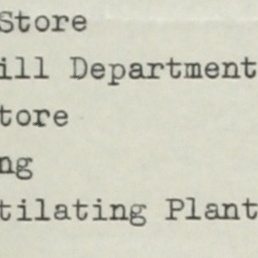 Store
ill Department
tore
ng
tilating Plant